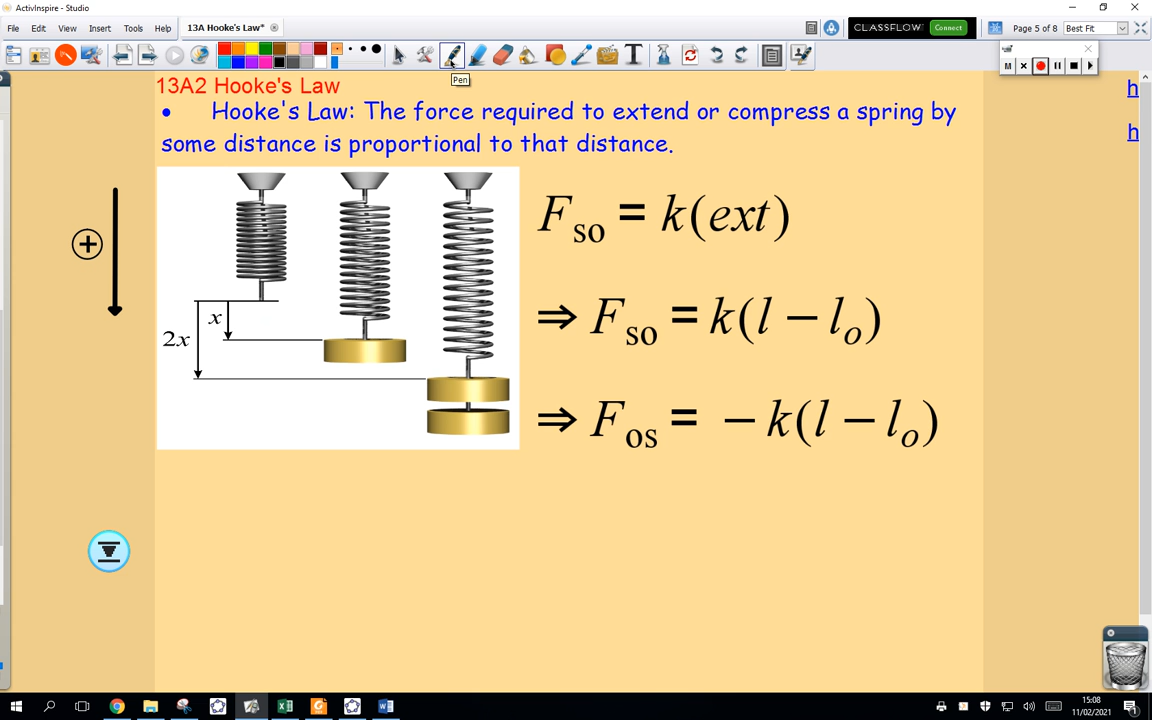 ActivInspire - Studio
File Edit View Insert Tools Help
13A Hooke's Law*
CLASSFLOW Connect
Page 5 of 8
Best Fit
M
Pen
13A2 Hooke's Law
• Hooke's Law: The force required to extend or compress a spring by
some distance is proportional to that distance.
h
h
+
x
2x
F_so = k(ext)
⇒ F_so = k(l − l_o)
⇒ F_os = − k(l − l_o)
15:08
11/02/2021
1